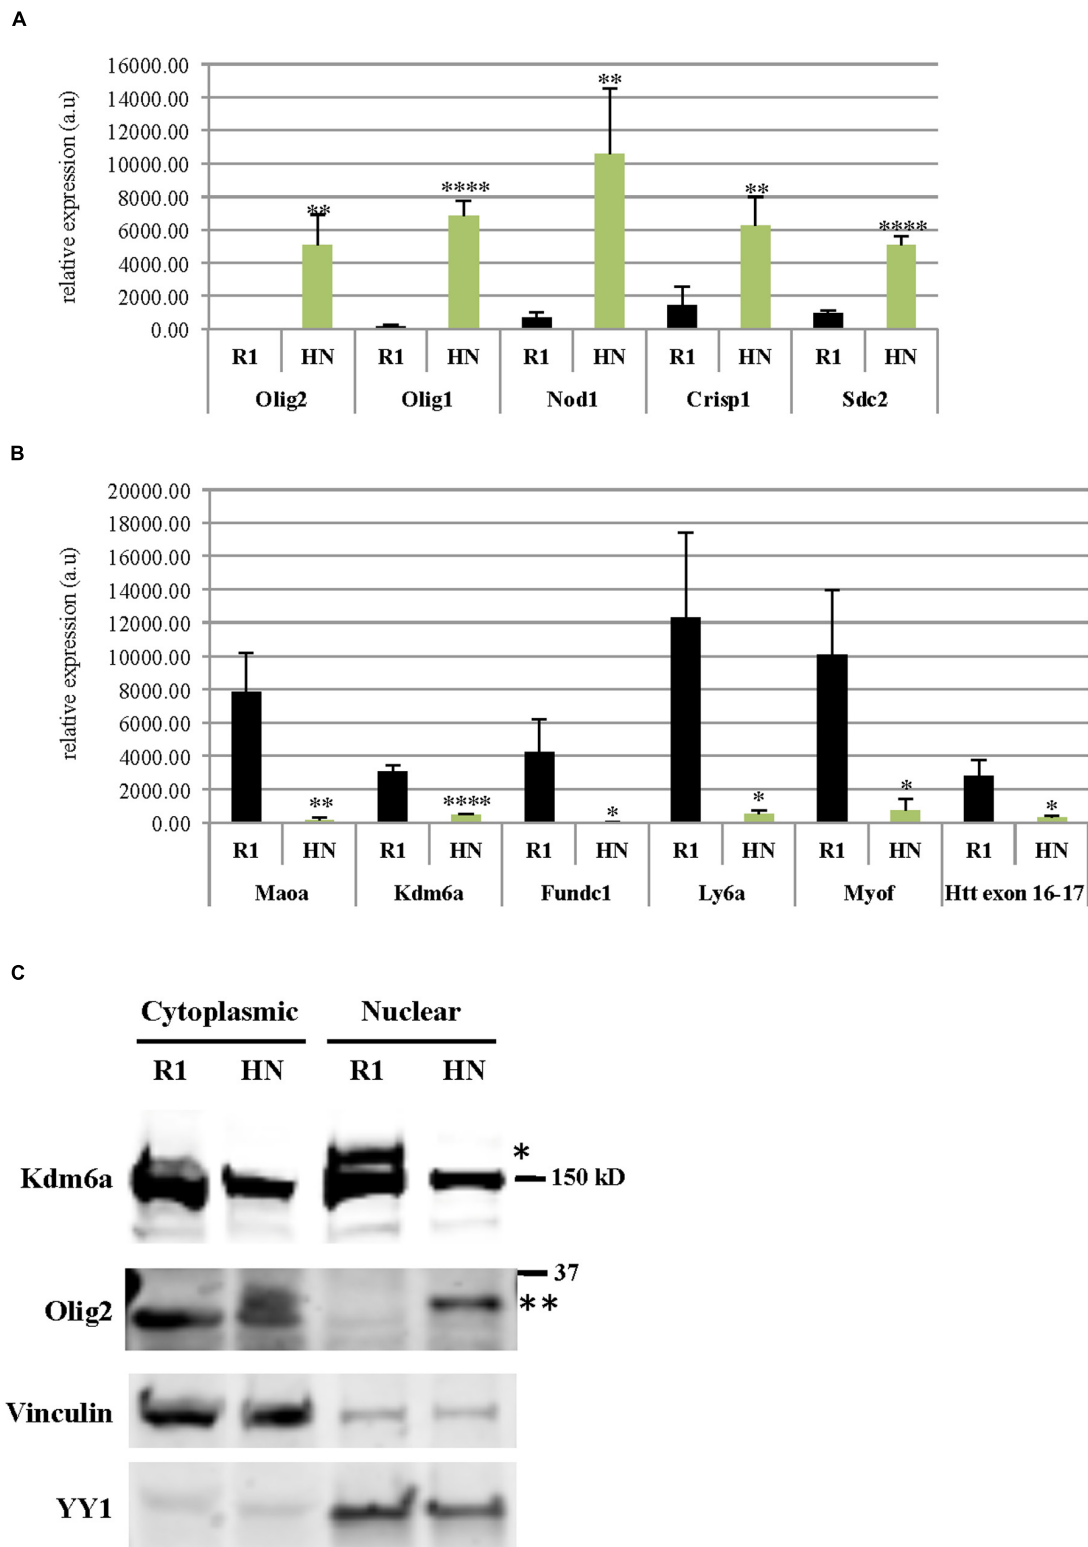 A
relative expression (a.u)
16000.00
14000.00
12000.00
10000.00
8000.00
6000.00
4000.00
2000.00
0.00
**
****
**
**
****
R1 HN R1 HN R1 HN R1 HN R1 HN
Olig2 Olig1 Nod1 Crisp1 Sdc2
B
relative expression (a.u)
20000.00
18000.00
16000.00
14000.00
12000.00
10000.00
8000.00
6000.00
4000.00
2000.00
0.00
**
****
*
*
*
*
R1 HN R1 HN R1 HN R1 HN R1 HN R1 HN
Maoa Kdm6a Fundc1 Ly6a Myof Htt exon 16-17
C
Cytoplasmic Nuclear
R1 HN R1 HN
*
Kdm6a 150 kD
37
Olig2 **
Vinculin
YY1